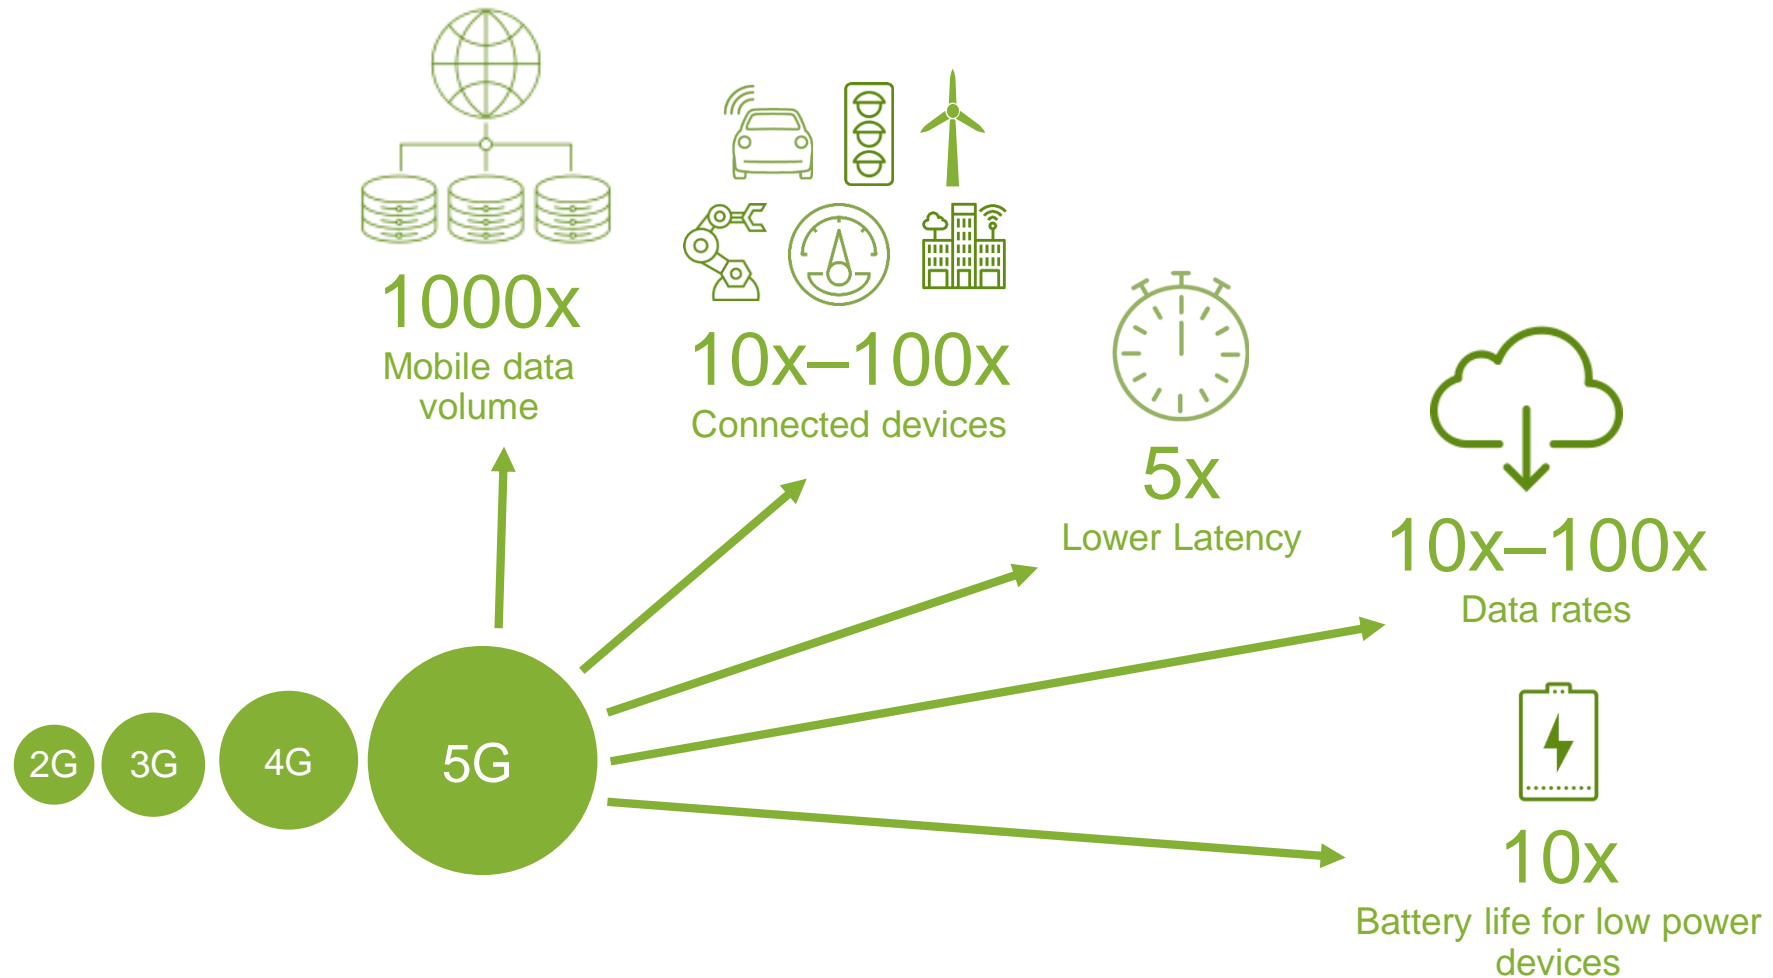 1000x
Mobile data
volume
10x–100x
Connected devices
5x
Lower Latency
10x–100x
Data rates
2G
3G
4G
5G
10x
Battery life for low power
devices